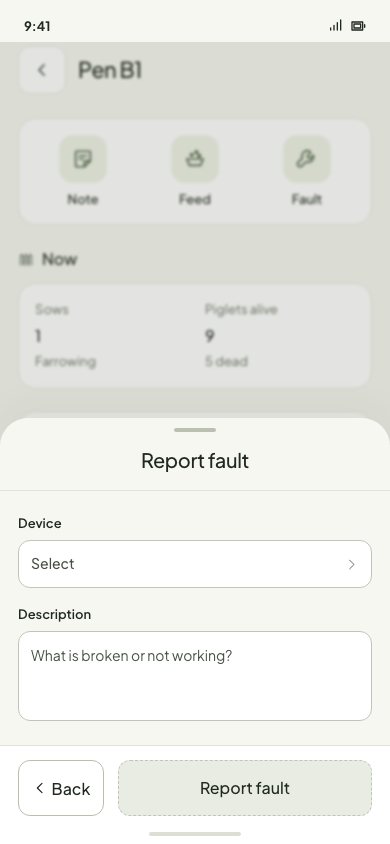 9:41
Pen B1
Note Feed Fault
Now
Sows Piglets alive
1 9
Farrowing 5 dead
Report fault
Device
Select
Description
What is broken or not working?
Back Report fault